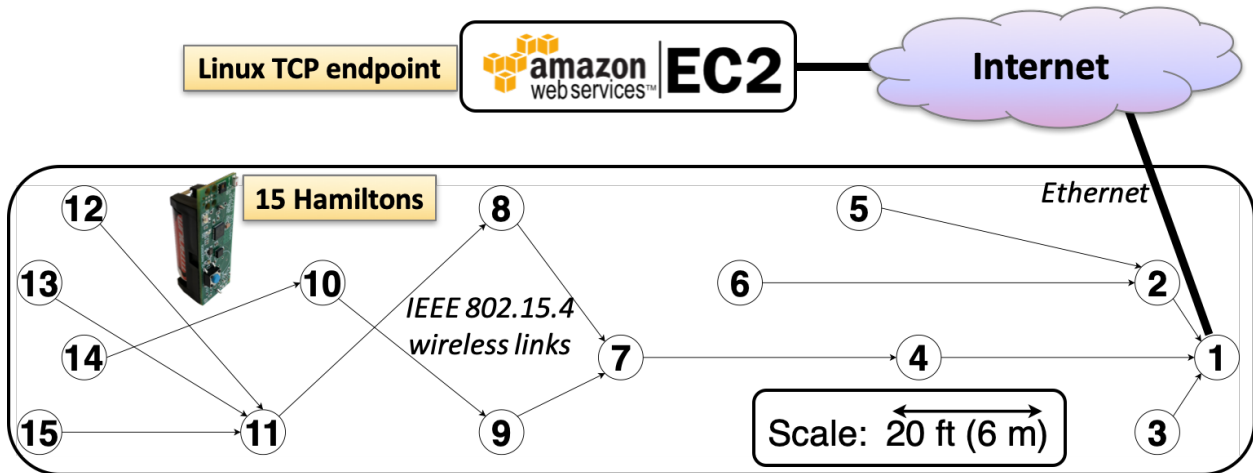 Linux TCP endpoint
amazon
web services™
EC2
Internet
Ethernet
15 Hamiltons
12
8
5
13
10
6
2
IEEE 802.15.4
wireless links
14
7
4
1
15
11
9
Scale: 20 ft (6 m)
3